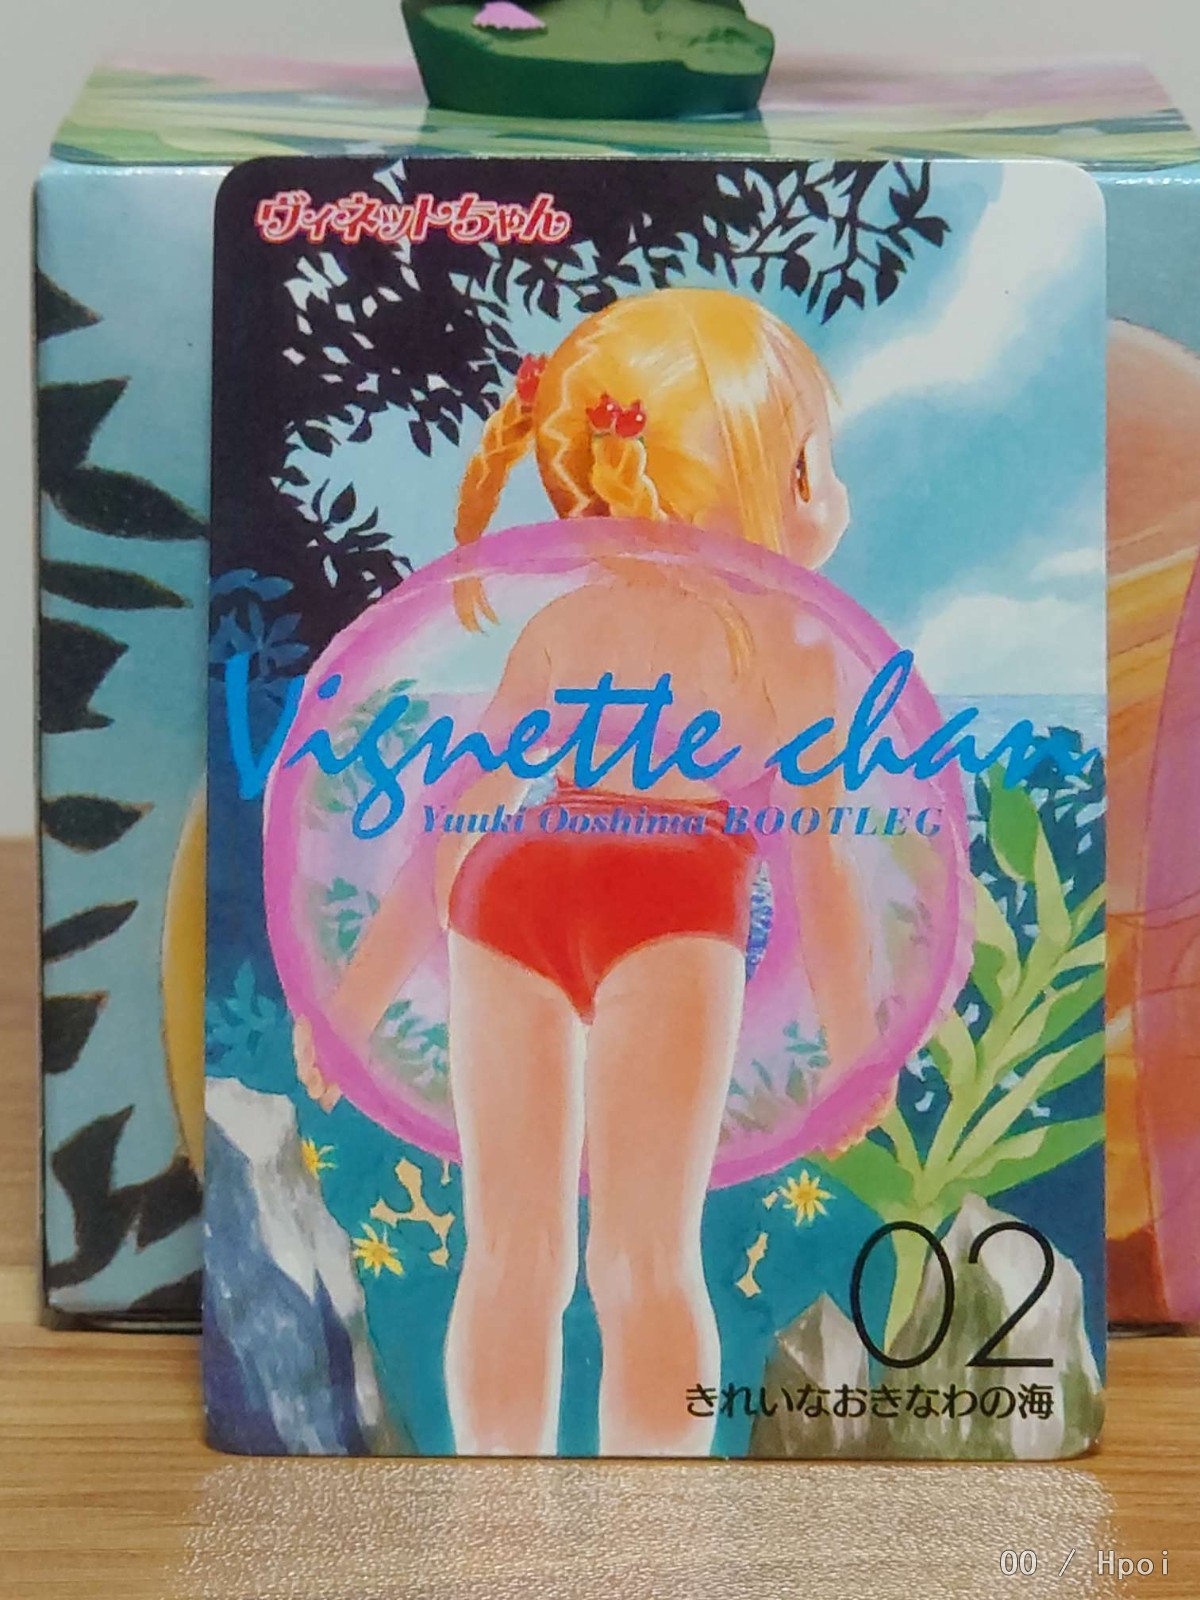 ヴィネットちゃん
Vignette chan
Yuuki Ooshima BOOTLEG
02
きれいなおきなわの海
00 / Hpoi